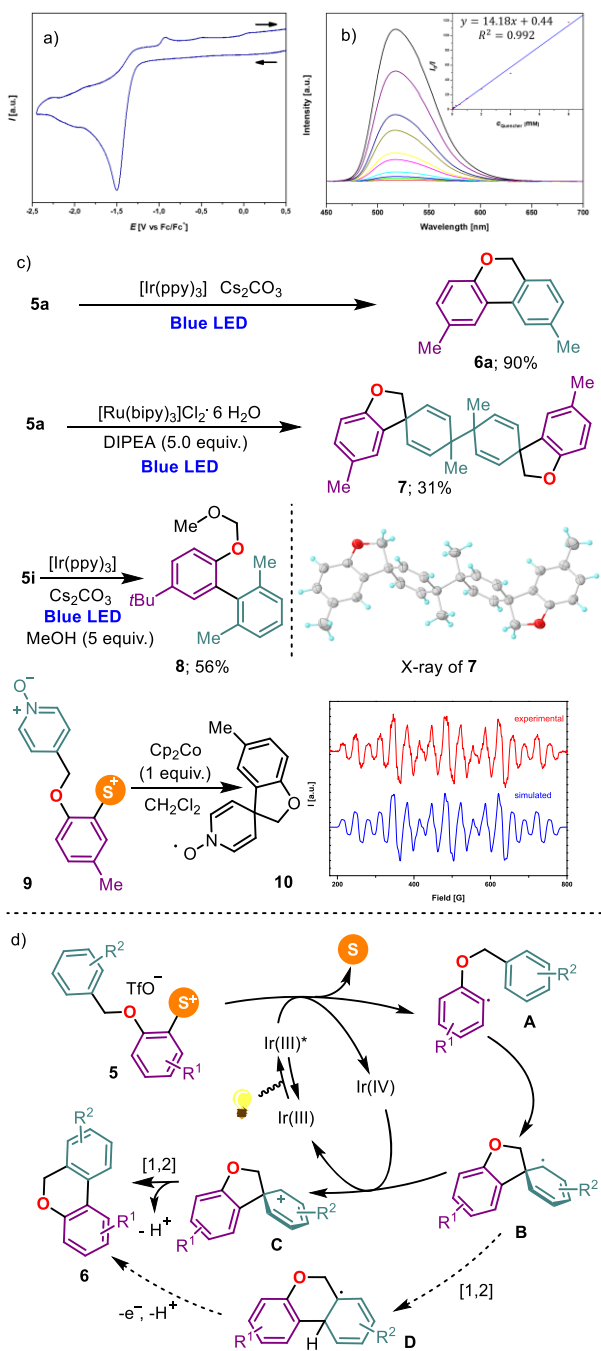 a)
I [a.u.]
-2,5 -2,0 -1,5 -1,0 -0,5 0,0 0,5
E [V vs Fc/Fc+]
b)
y = 14.18x + 0.44
R² = 0.992
I₀/I
cQuencher [mM]
Intensity [a.u.]
450 500 550 600 650 700
Wavelength [nm]
c)
5a
[Ir(ppy)₃] Cs₂CO₃
Blue LED
O
Me
Me
6a; 90%
5a
[Ru(bipy)₃]Cl₂· 6 H₂O
DIPEA (5.0 equiv.)
Blue LED
O
Me
Me
Me
Me
O
7; 31%
5i
[Ir(ppy)₃]
Cs₂CO₃
Blue LED
MeOH (5 equiv.)
O
Me
O
Me
tBu
Me
8; 56%
X-ray of 7
O⁻
N
+
O
S+
Me
9
Cp₂Co
(1 equiv.)
CH₂Cl₂
Me
O
N
O
·
10
I [a.u.]
experimental
simulated
200 300 400 500 600 700 800
Field [G]
d)
R²
TfO⁻
S+
O
R¹
5
S
O
R²
R¹
A
Ir(III)*
Ir(IV)
Ir(III)
R²
O
R¹
6
[1,2]
- H⁺
O
+
R²
R¹
C
O
R²
R¹
B
[1,2]
-e⁻, -H⁺
O
R¹
H
R²
D